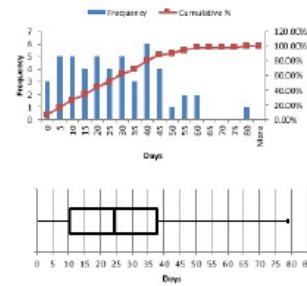 Frequency Cumulative %
7 120.00%
6 100.00%
5 80.00%
4 60.00%
3 40.00%
2 20.00%
1 0.00%
0
Frequency
0 5 10 15 20 25 30 35 40 45 50 55 60 65 70 75 80 More
Days
0 5 10 15 20 25 30 35 40 45 50 55 60 65 70 75 80 85
Days